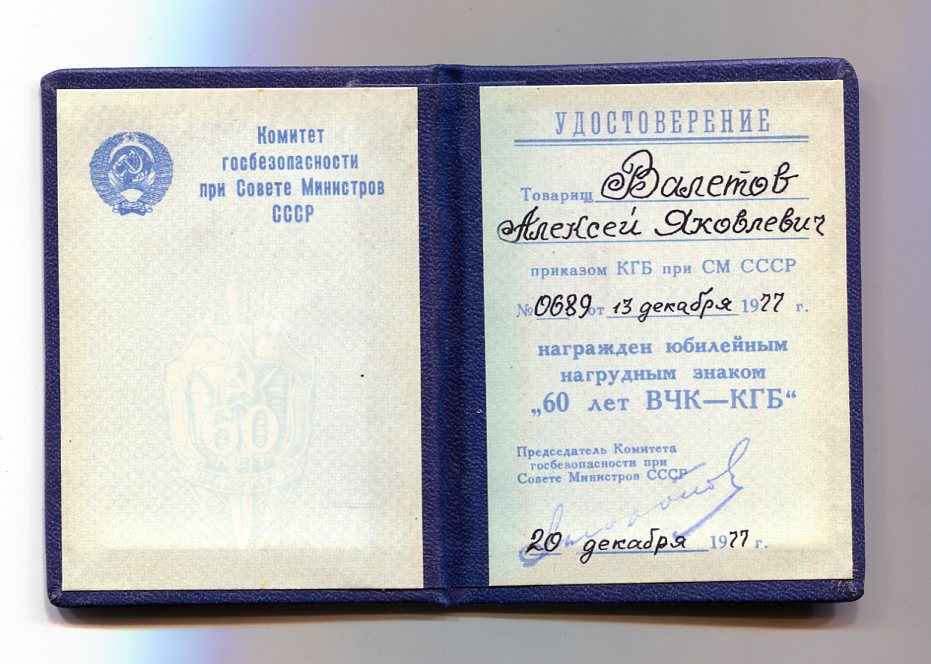 Комитет
госбезопасности
при Совете Министров
СССР
60
ЛЕТ
УДОСТОВЕРЕНИЕ
Товарищ Валетов
Алексей Яковлевич
приказом КГБ при СМ СССР
№ 0689 от 13 декабря 1977 г.
награжден юбилейным
нагрудным знаком
„60 лет ВЧК—КГБ“
Председатель Комитета
госбезопасности при
Совете Министров СССР
20 декабря 1977 г.